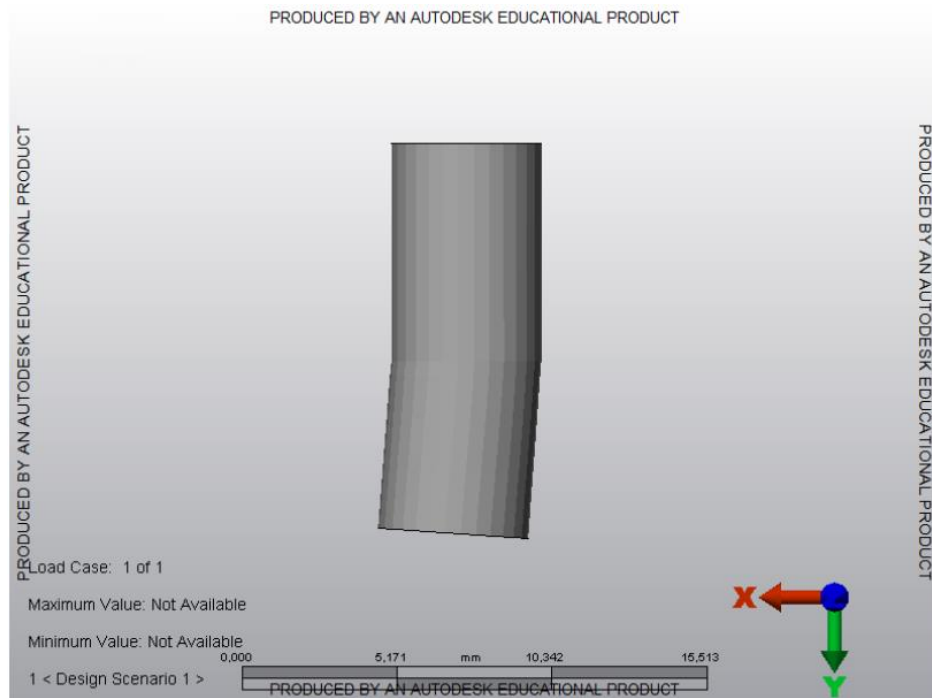 PRODUCED BY AN AUTODESK EDUCATIONAL PRODUCT
PRODUCED BY AN AUTODESK EDUCATIONAL PRODUCT
PRODUCED BY AN AUTODESK EDUCATIONAL PRODUCT
Load Case: 1 of 1
Maximum Value: Not Available
Minimum Value: Not Available
1 < Design Scenario 1 >
0,000 5,171 mm 10,342 15,513
PRODUCED BY AN AUTODESK EDUCATIONAL PRODUCT
X
Y